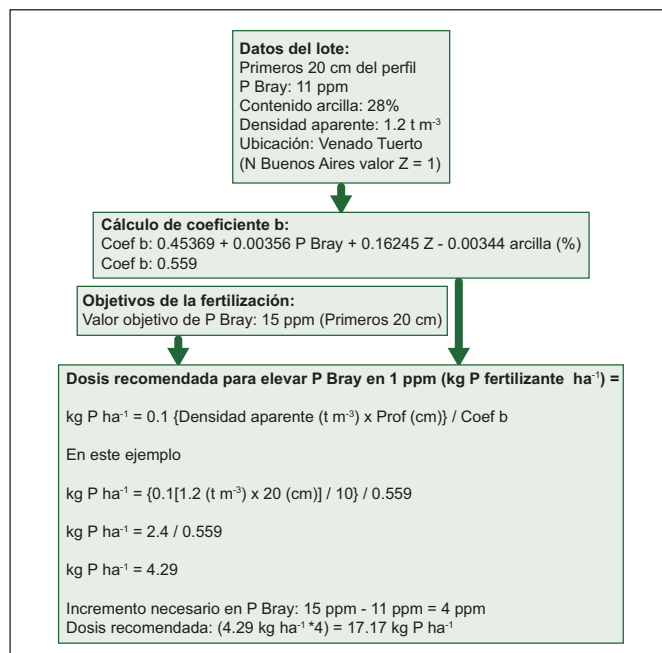 Datos del lote:
Primeros 20 cm del perfil
P Bray: 11 ppm
Contenido arcilla: 28%
Densidad aparente: 1.2 t m⁻³
Ubicación: Venado Tuerto
(N Buenos Aires valor Z = 1)
Cálculo de coeficiente b:
Coef b: 0.45369 + 0.00356 P Bray + 0.16245 Z - 0.00344 arcilla (%)
Coef b: 0.559
Objetivos de la fertilización:
Valor objetivo de P Bray: 15 ppm (Primeros 20 cm)
Dosis recomendada para elevar P Bray en 1 ppm (kg P fertilizante ha⁻¹) =
kg P ha⁻¹ = 0.1 {Densidad aparente (t m⁻³) x Prof (cm)} / Coef b
En este ejemplo
kg P ha⁻¹ = {0.1[1.2 (t m⁻³) x 20 (cm)] / 10} / 0.559
kg P ha⁻¹ = 2.4 / 0.559
kg P ha⁻¹ = 4.29
Incremento necesario en P Bray: 15 ppm - 11 ppm = 4 ppm
Dosis recomendada: (4.29 kg ha⁻¹ *4) = 17.17 kg P ha⁻¹